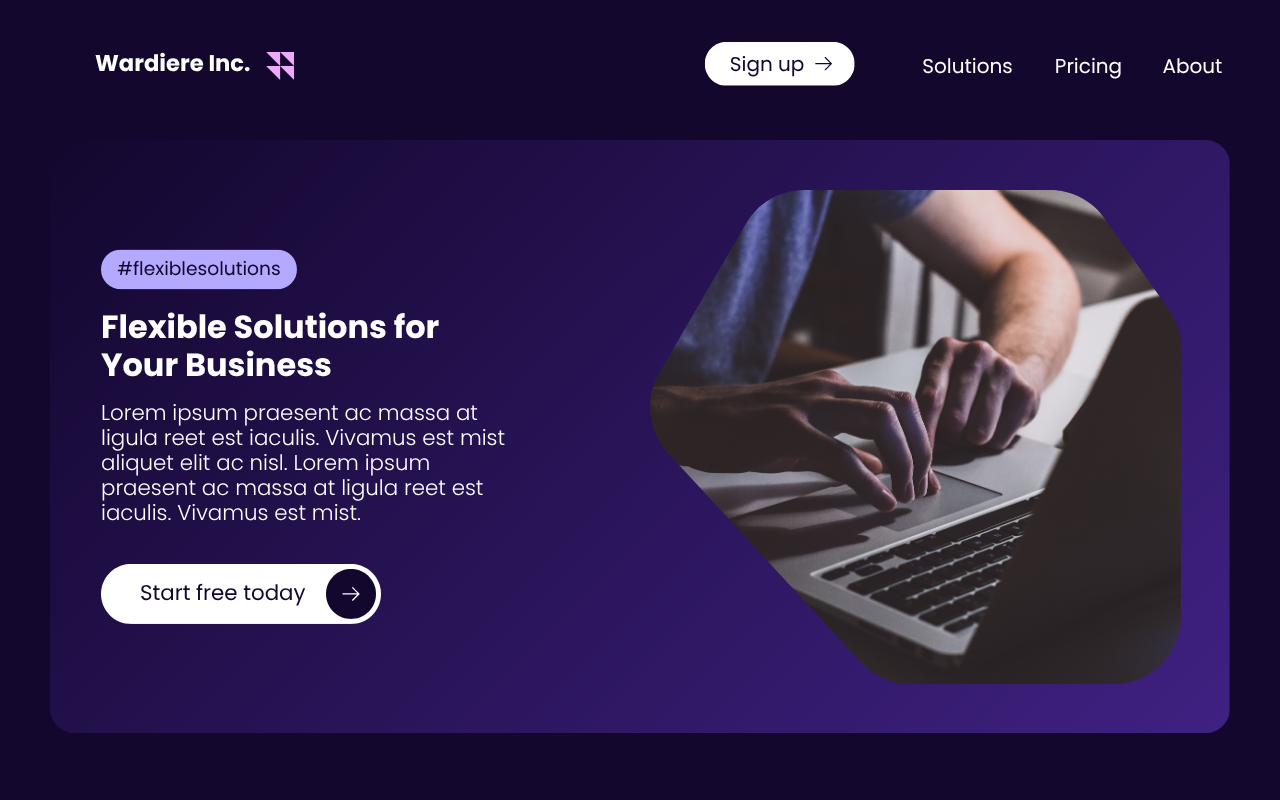 Wardiere Inc.
Sign up
Solutions
Pricing
About
#flexiblesolutions
Flexible Solutions for
Your Business
Lorem ipsum praesent ac massa at
ligula reet est iaculis. Vivamus est mist
aliquet elit ac nisl. Lorem ipsum
praesent ac massa at ligula reet est
iaculis. Vivamus est mist.
Start free today